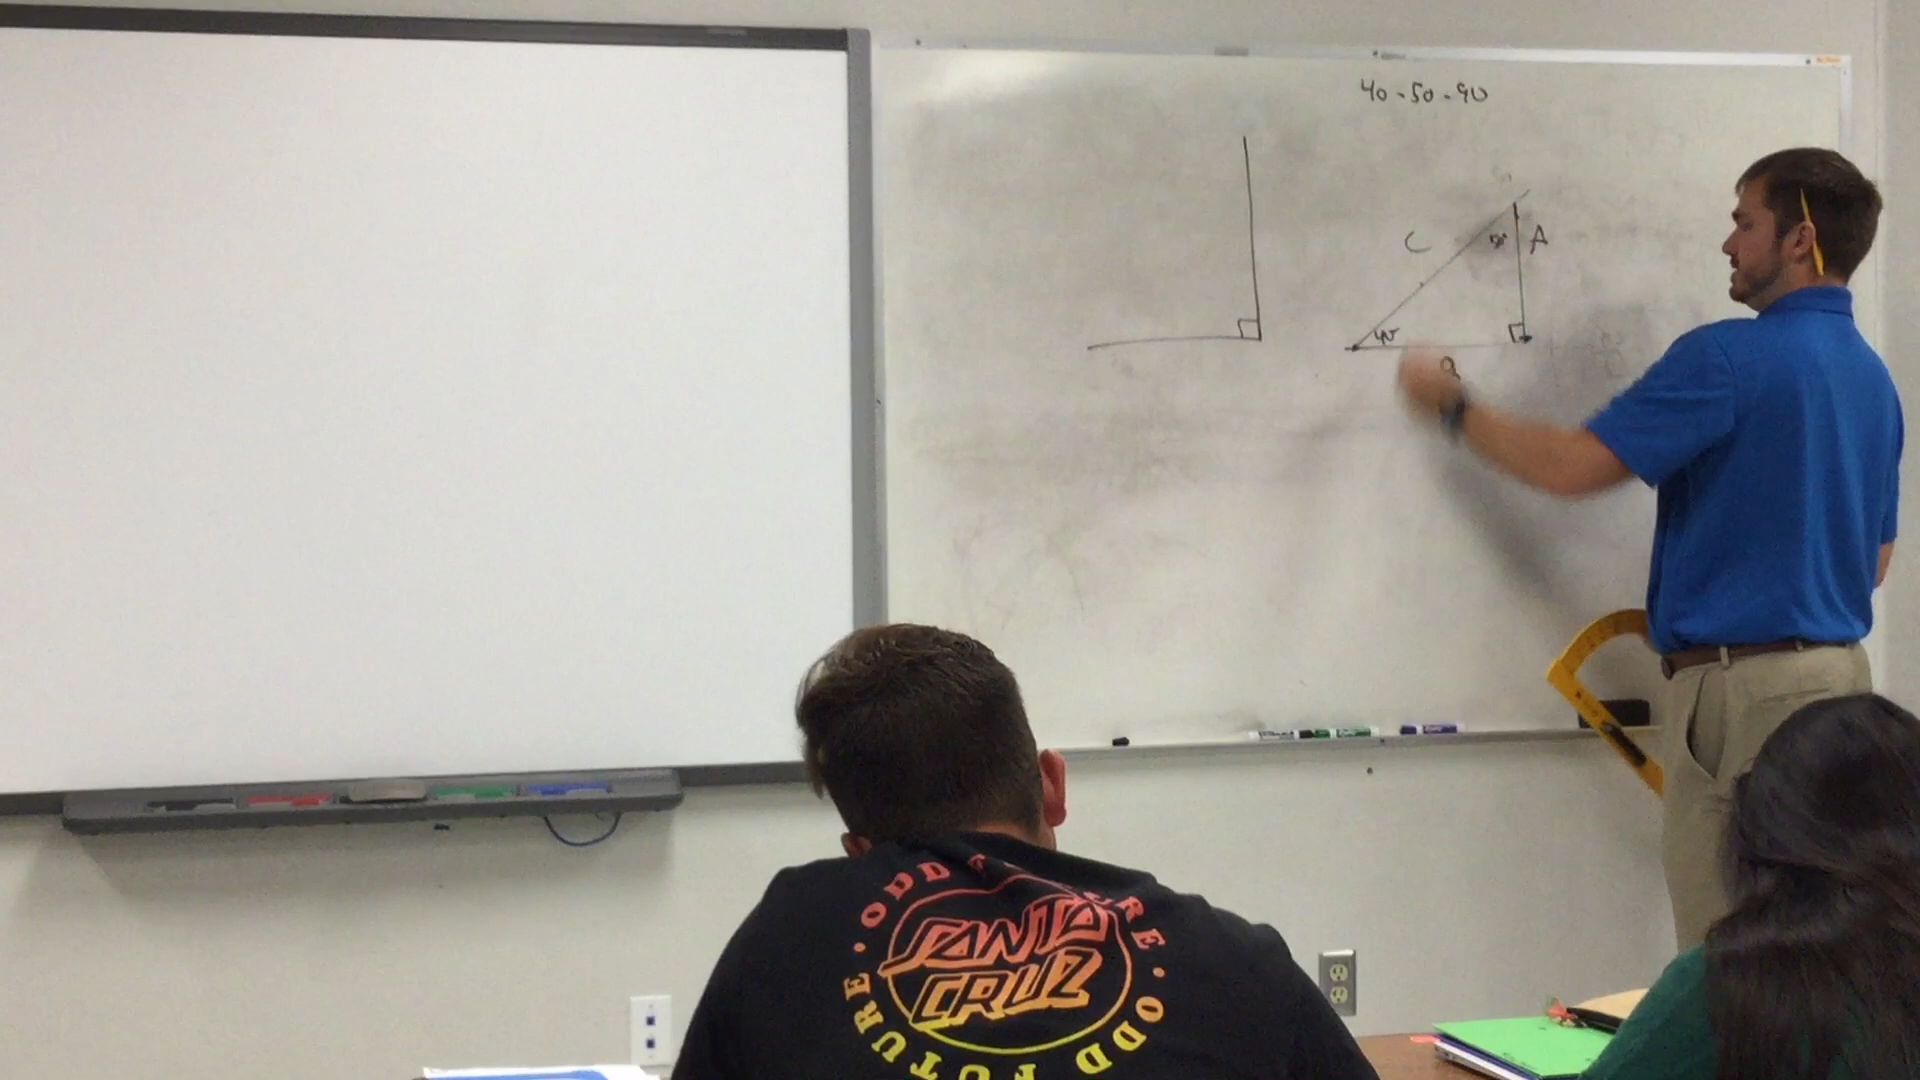 40-50-90
C
50°
A
40
B
ODD FUTURE · ODD FUTURE ·
SANTA
CRUZ